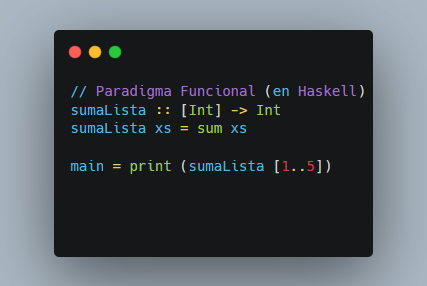 // Paradigma Funcional (en Haskell)
sumaLista :: [Int] -> Int
sumaLista xs = sum xs
main = print (sumaLista [1..5])